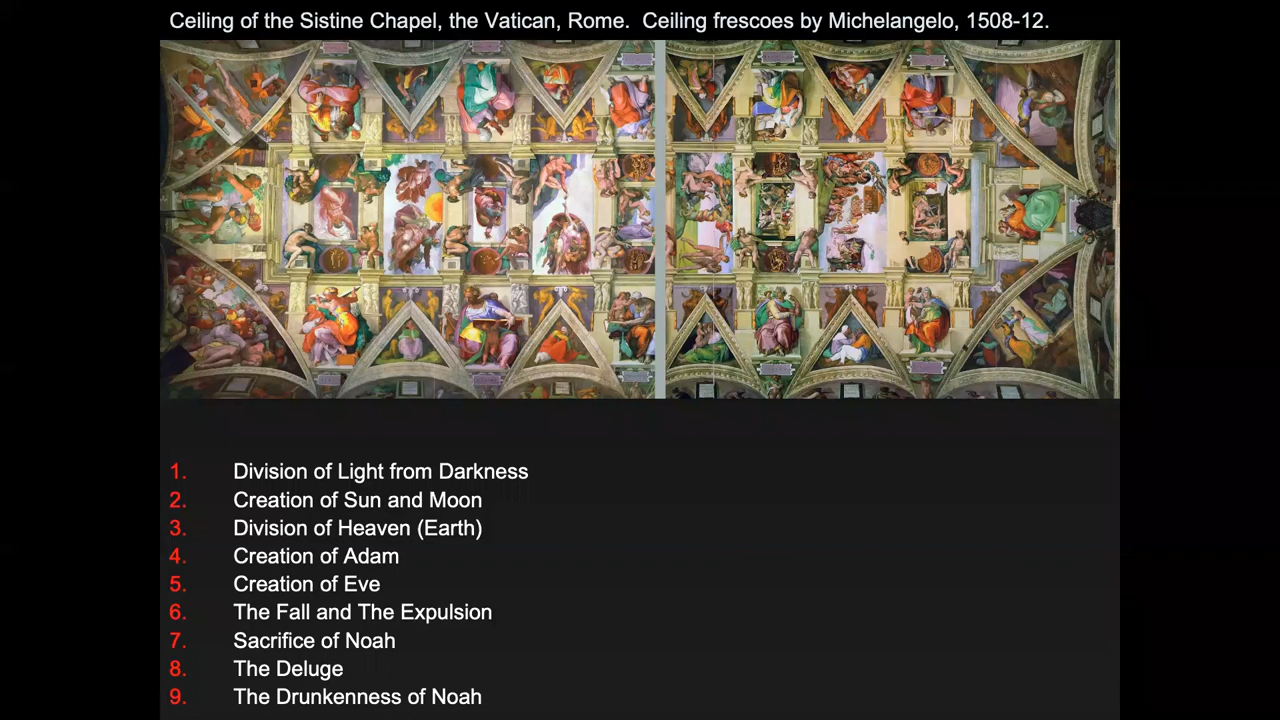 Ceiling of the Sistine Chapel, the Vatican, Rome.  Ceiling frescoes by Michelangelo, 1508-12.
1. Division of Light from Darkness
2. Creation of Sun and Moon
3. Division of Heaven (Earth)
4. Creation of Adam
5. Creation of Eve
6. The Fall and The Expulsion
7. Sacrifice of Noah
8. The Deluge
9. The Drunkenness of Noah